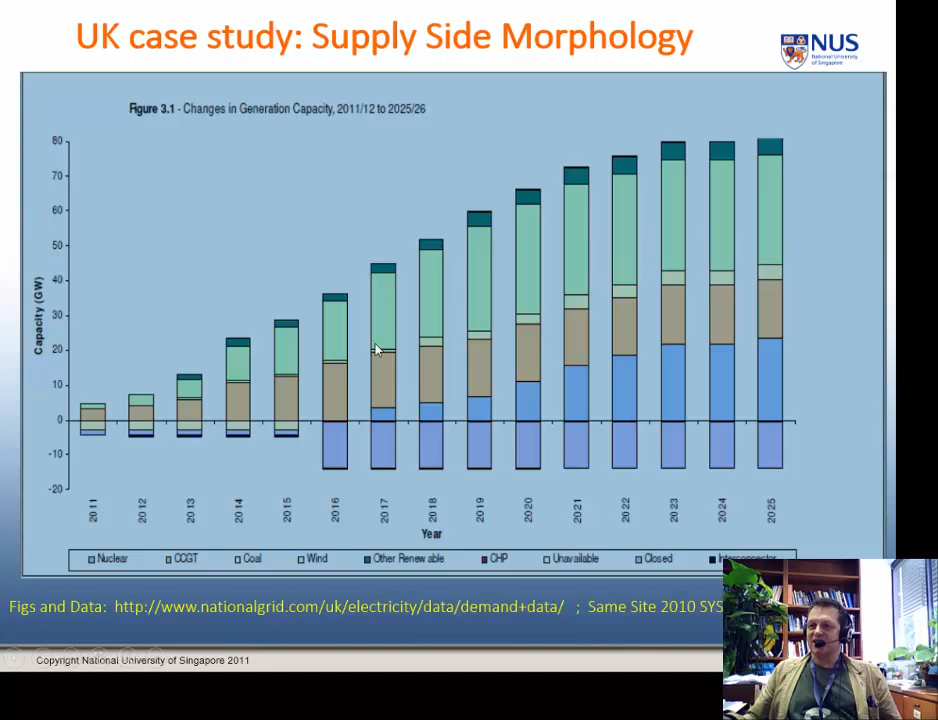 UK case study: Supply Side Morphology
NUS
National University
of Singapore
Figure 3.1 - Changes in Generation Capacity, 2011/12 to 2025/26
Capacity (GW)
80
70
60
50
40
30
20
10
0
-10
-20
2011 2012 2013 2014 2015 2016 2017 2018 2019 2020 2021 2022 2023 2024 2025
Year
Nuclear CCGT Coal Wind Other Renewable CHP Unavailable Closed Interconnector
Figs and Data: http://www.nationalgrid.com/uk/electricity/data/demand+data/ ; Same Site 2010 SYS
Copyright National University of Singapore 2011